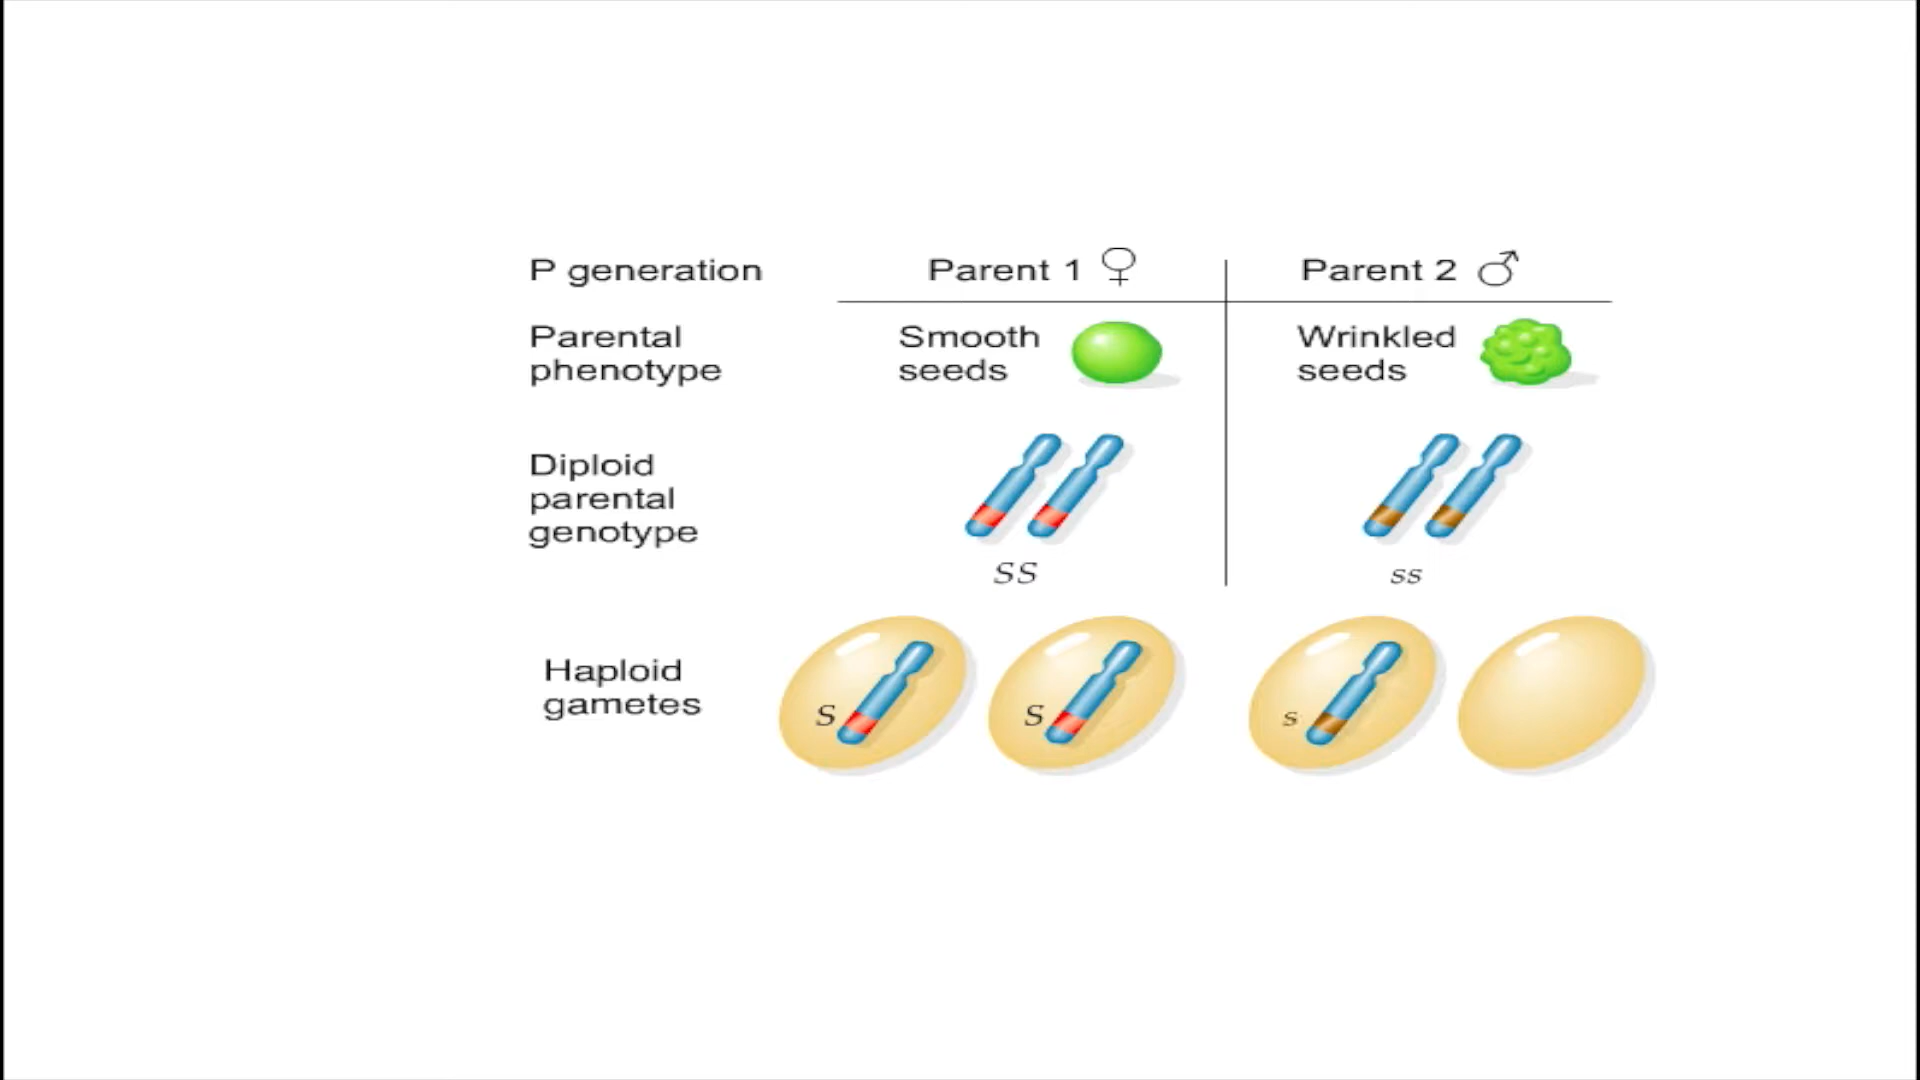 P generation
Parent 1 ♀
Parent 2 ♂
Parental
phenotype
Smooth
seeds
Wrinkled
seeds
Diploid
parental
genotype
SS
ss
Haploid
gametes
S
S
s